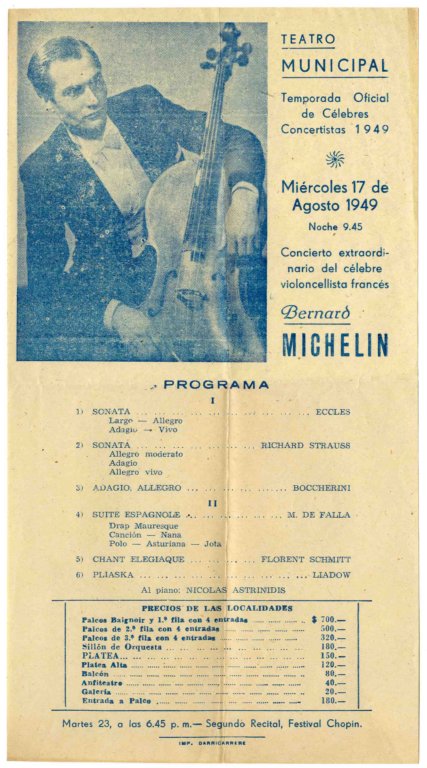 TEATRO
MUNICIPAL
Temporada Oficial
de Célebres
Concertistas 1949
Miércoles 17 de
Agosto 1949
Noche 9.45
Concierto extraordi-
nario del célebre
violoncellista francés
Bernard
MICHELIN
PROGRAMA
I
1) SONATA ... ECCLES
Largo — Allegro
Adagio — Vivo
2) SONATA ... RICHARD STRAUSS
Allegro moderato
Adagio
Allegro vivo
3) ADAGIO, ALLEGRO ... BOCCHERINI
II
4) SUITE ESPAGNOLE ... M. DE FALLA
Drap Mauresque
Canción — Nana
Polo — Asturiana — Jota
5) CHANT ELEGIAQUE ... FLORENT SCHMITT
6) PLIASKA ... LIADOW
Al piano: NICOLAS ASTRINIDIS
PRECIOS DE LAS LOCALIDADES
Palcos Baignoir y 1.ª fila con 4 entradas ... $ 700.—
Palcos de 2.ª fila con 4 entradas ... 500.—
Palcos de 3.ª fila con 4 entradas ... 320.—
Sillón de Orquesta ... 180.—
PLATEA ... 150.—
Platea Alta ... 120.—
Balcón ... 80.—
Anfiteatro ... 40.—
Galería ... 20.—
Entrada a Palco ... 180.—
Martes 23, a las 6.45 p. m.— Segundo Recital, Festival Chopin.
IMP. BARRICARRERE